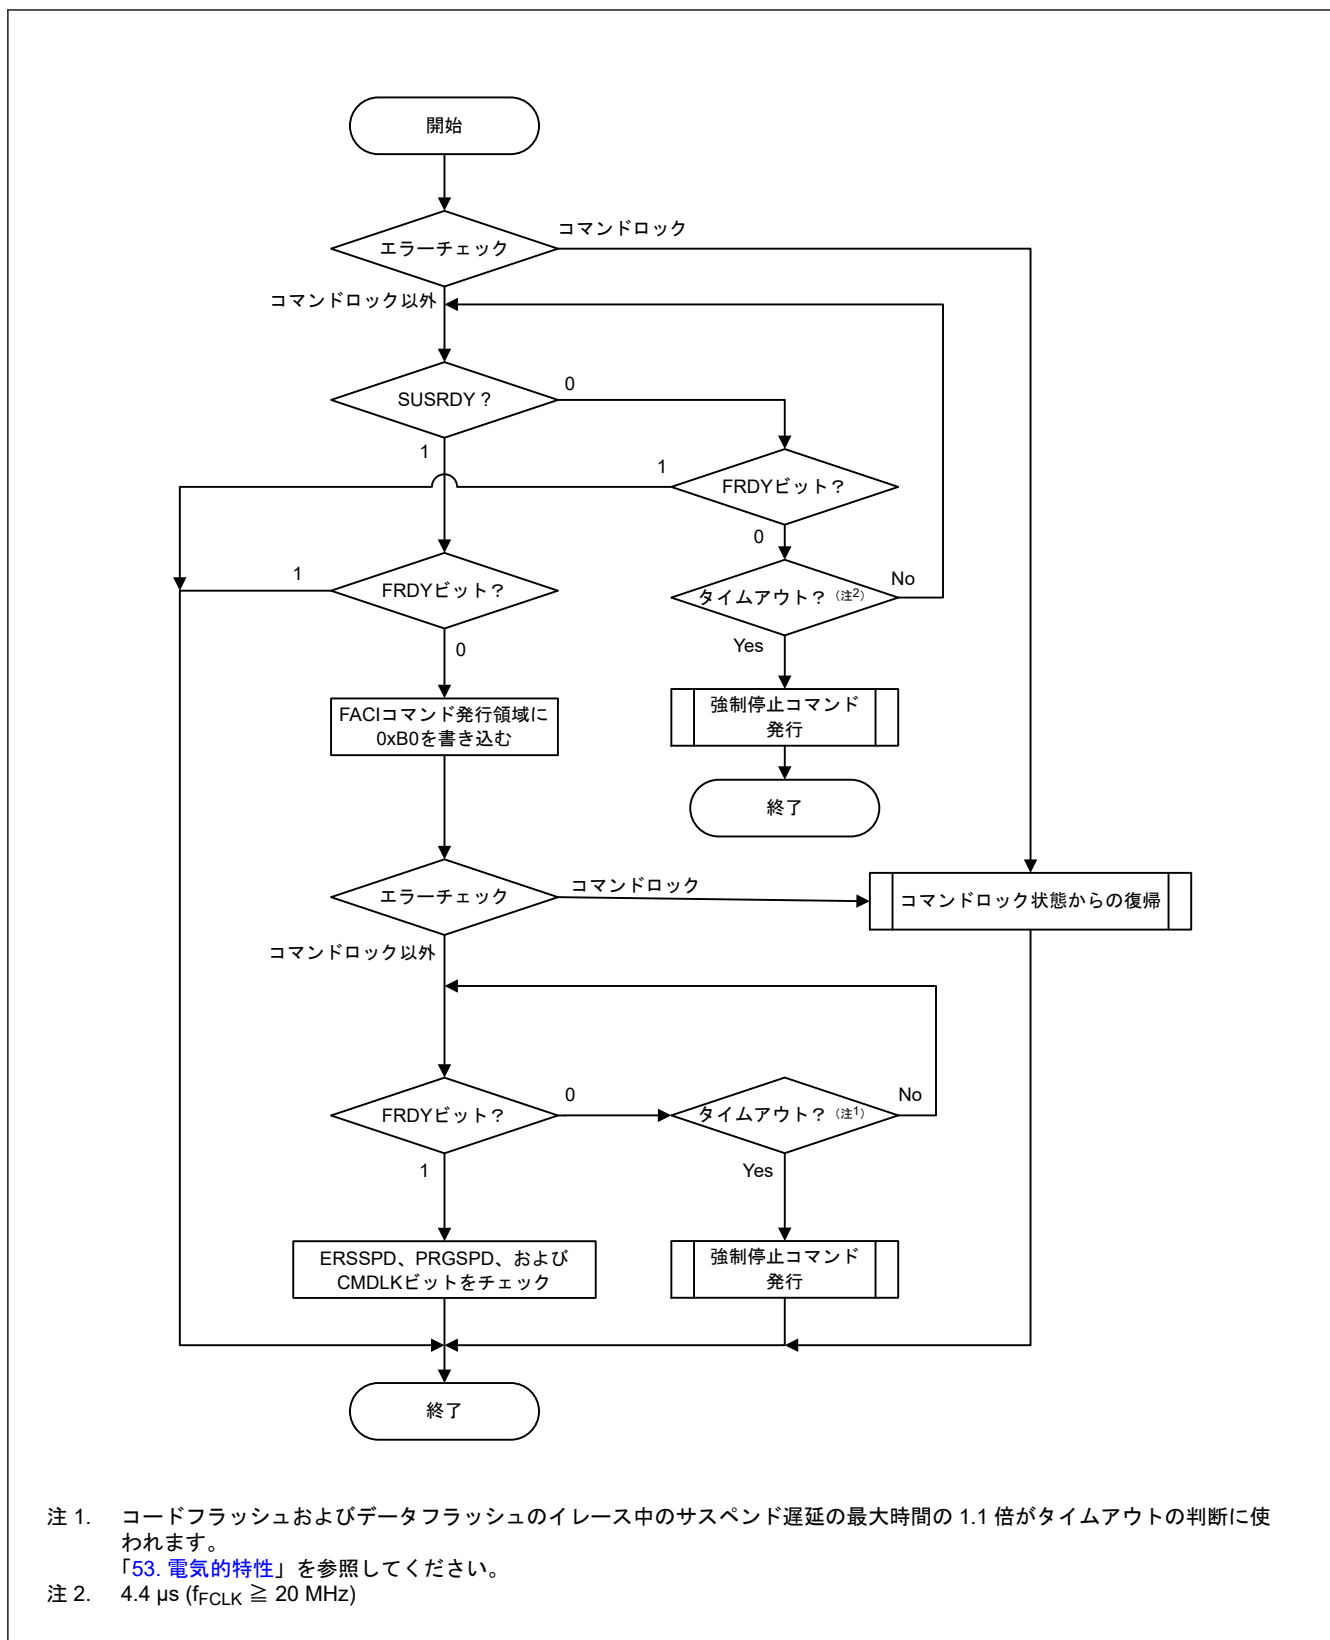 開始
エラーチェック
コマンドロック
コマンドロック以外
SUSRDY ?
0
1
FRDYビット？
1
0
FRDYビット？
1
0
タイムアウト？（注2）
No
Yes
FACIコマンド発行領域に
0xB0を書き込む
強制停止コマンド
発行
終了
エラーチェック
コマンドロック
コマンドロック状態からの復帰
コマンドロック以外
FRDYビット？
0
1
タイムアウト？（注1）
No
Yes
ERSSPD、PRGSPD、および
CMDLKビットをチェック
強制停止コマンド
発行
終了
注 1. コードフラッシュおよびデータフラッシュのイレース中のサスペンド遅延の最大時間の 1.1 倍がタイムアウトの判断に使
われます。
「53. 電気的特性」を参照してください。
注 2. 4.4 µs (fFCLK ≧ 20 MHz)